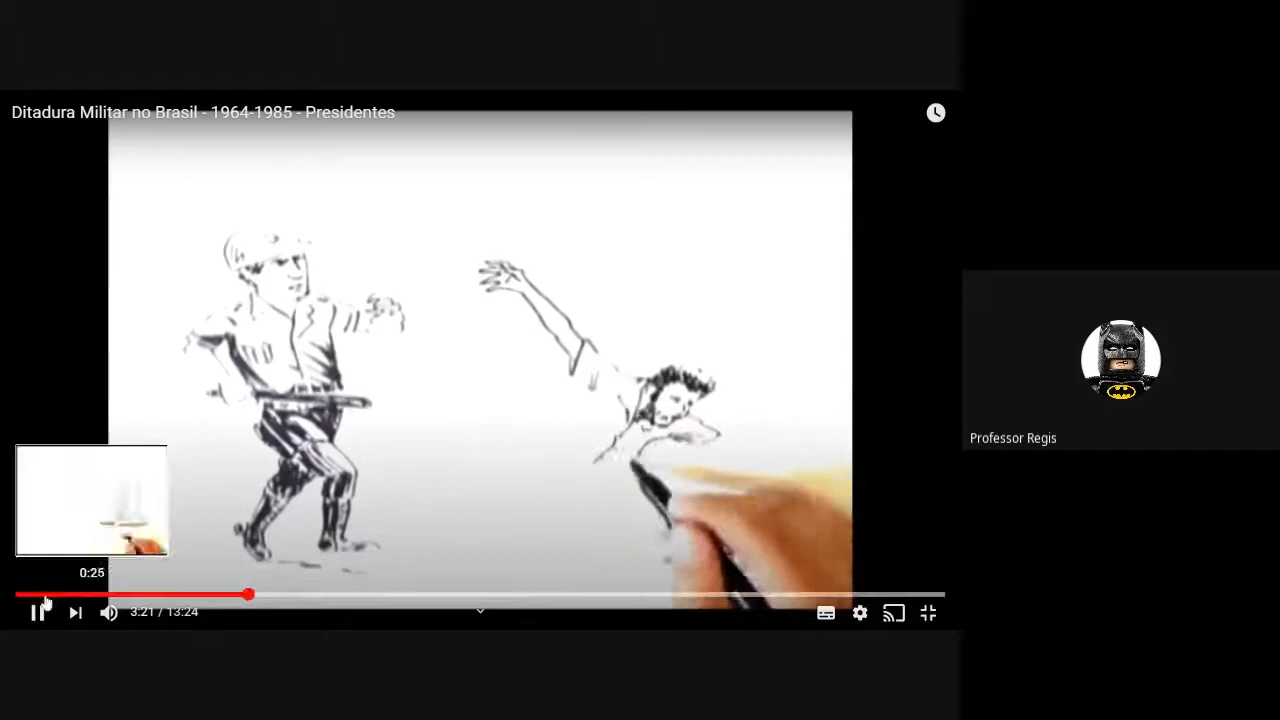 Ditadura Militar no Brasil - 1964-1985 - Presidentes
Professor Regis
0:25
3:21 / 13:24